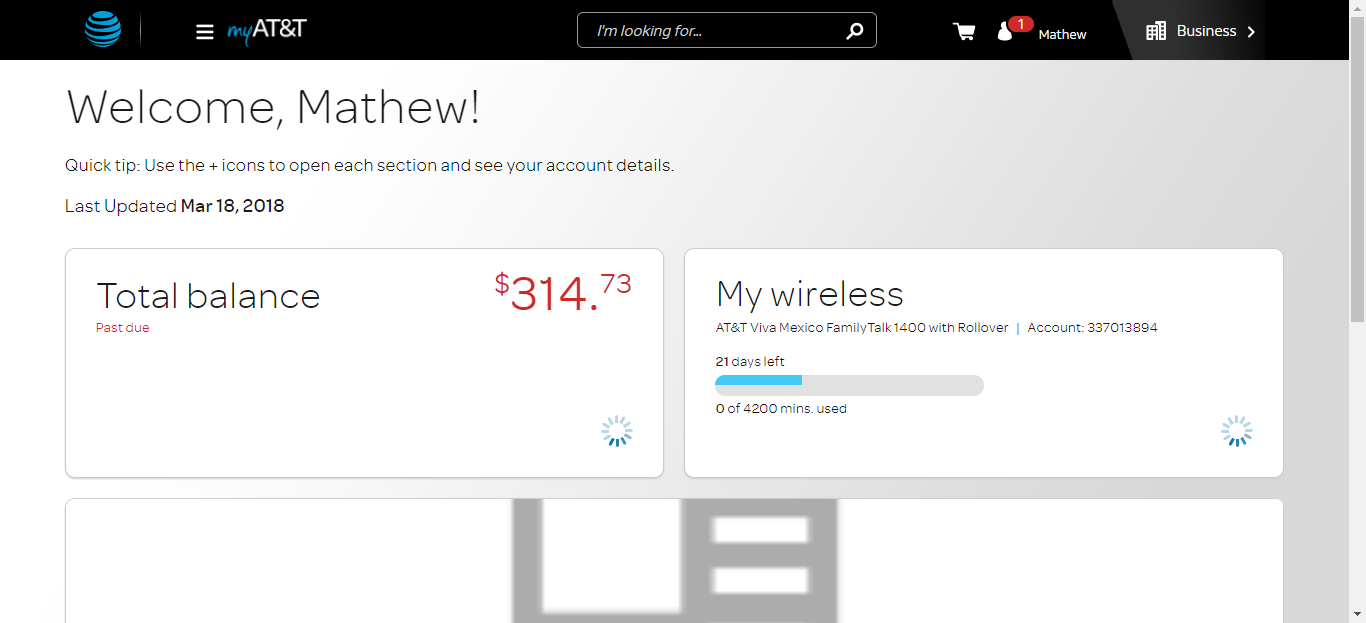 myAT&T
I'm looking for...
1
Mathew
Business
Welcome, Mathew!
Quick tip: Use the + icons to open each section and see your account details.
Last Updated Mar 18, 2018
Total balance
$314.73
Past due
My wireless
AT&T Viva Mexico FamilyTalk 1400 with Rollover | Account: 337013894
21 days left
0 of 4200 mins. used